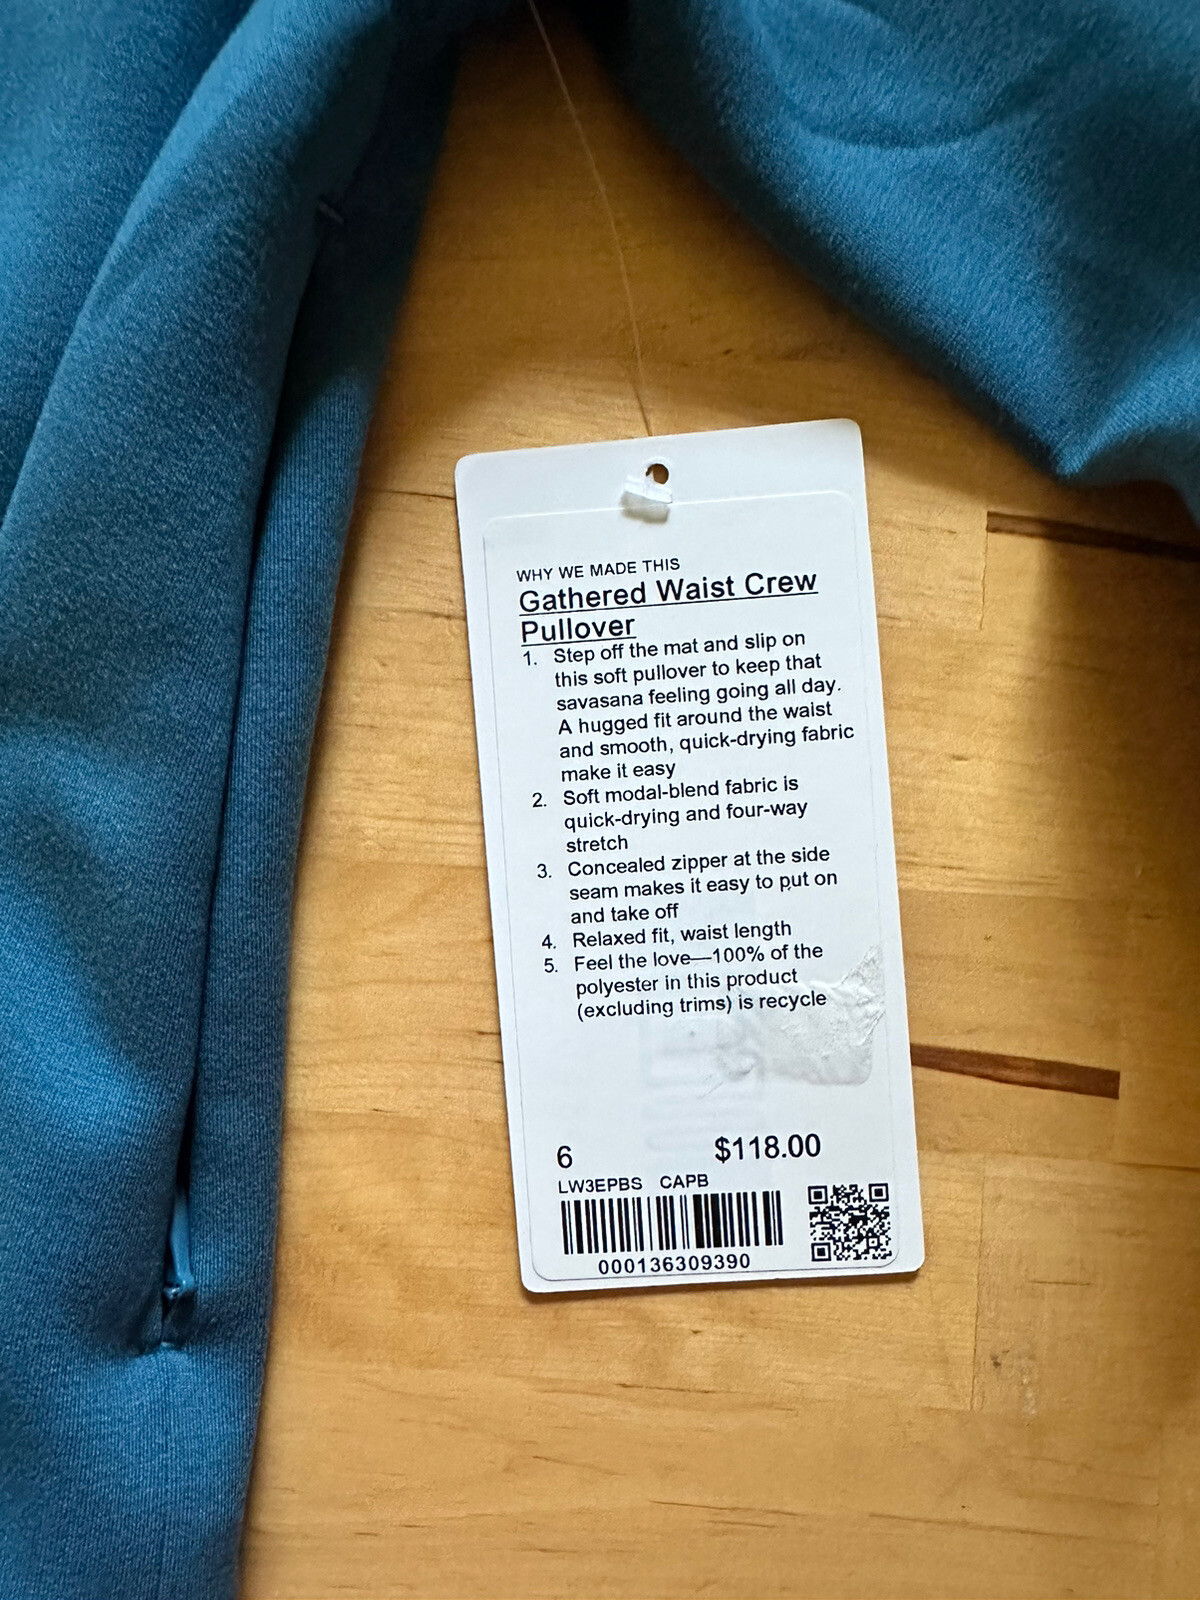 WHY WE MADE THIS
Gathered Waist Crew
Pullover
1. Step off the mat and slip on
this soft pullover to keep that
savasana feeling going all day.
A hugged fit around the waist
and smooth, quick-drying fabric
make it easy
2. Soft modal-blend fabric is
quick-drying and four-way
stretch
3. Concealed zipper at the side
seam makes it easy to put on
and take off
4. Relaxed fit, waist length
5. Feel the love—100% of the
polyester in this product
(excluding trims) is recycle
6 $118.00
LW3EPBS CAPB
000136309390